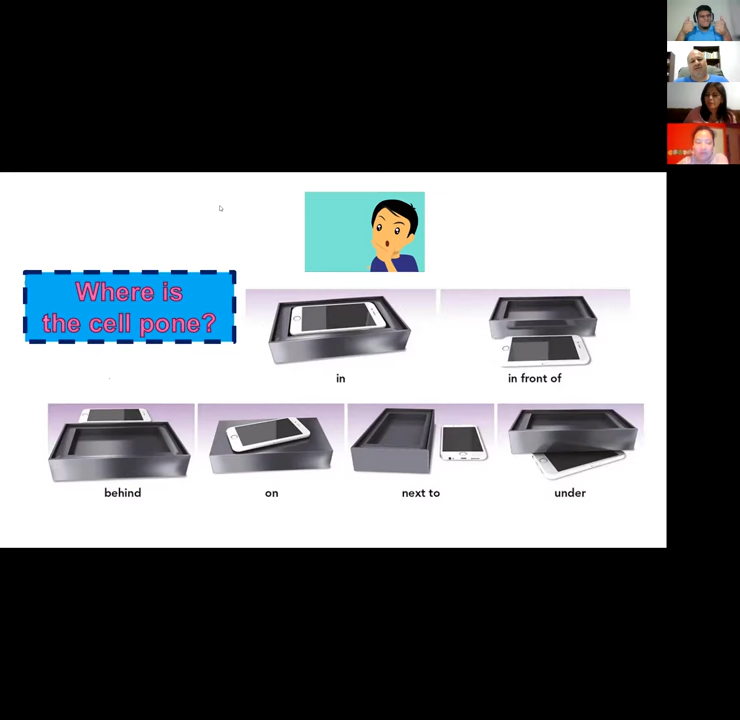 Where is
the cell pone?
in
in front of
behind
on
next to
under